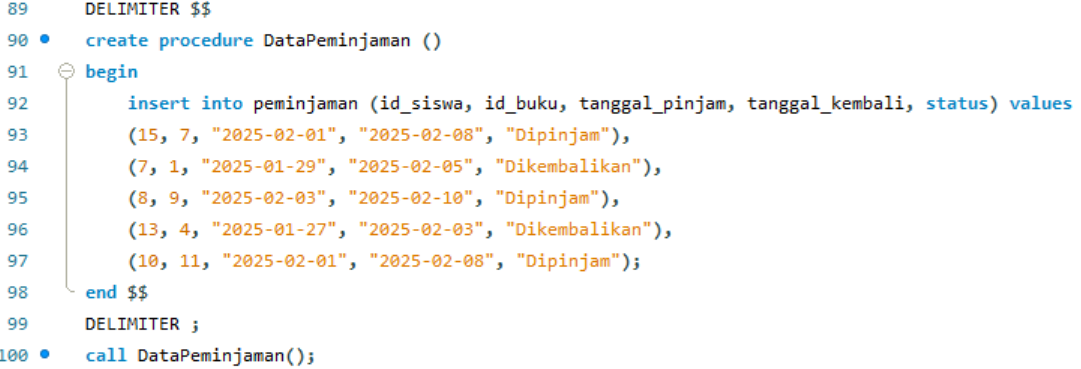 89 DELIMITER $$
90 create procedure DataPeminjaman ()
91 begin
92 insert into peminjaman (id_siswa, id_buku, tanggal_pinjam, tanggal_kembali, status) values
93 (15, 7, "2025-02-01", "2025-02-08", "Dipinjam"),
94 (7, 1, "2025-01-29", "2025-02-05", "Dikembalikan"),
95 (8, 9, "2025-02-03", "2025-02-10", "Dipinjam"),
96 (13, 4, "2025-01-27", "2025-02-03", "Dikembalikan"),
97 (10, 11, "2025-02-01", "2025-02-08", "Dipinjam");
98 end $$
99 DELIMITER ;
100 call DataPeminjaman();